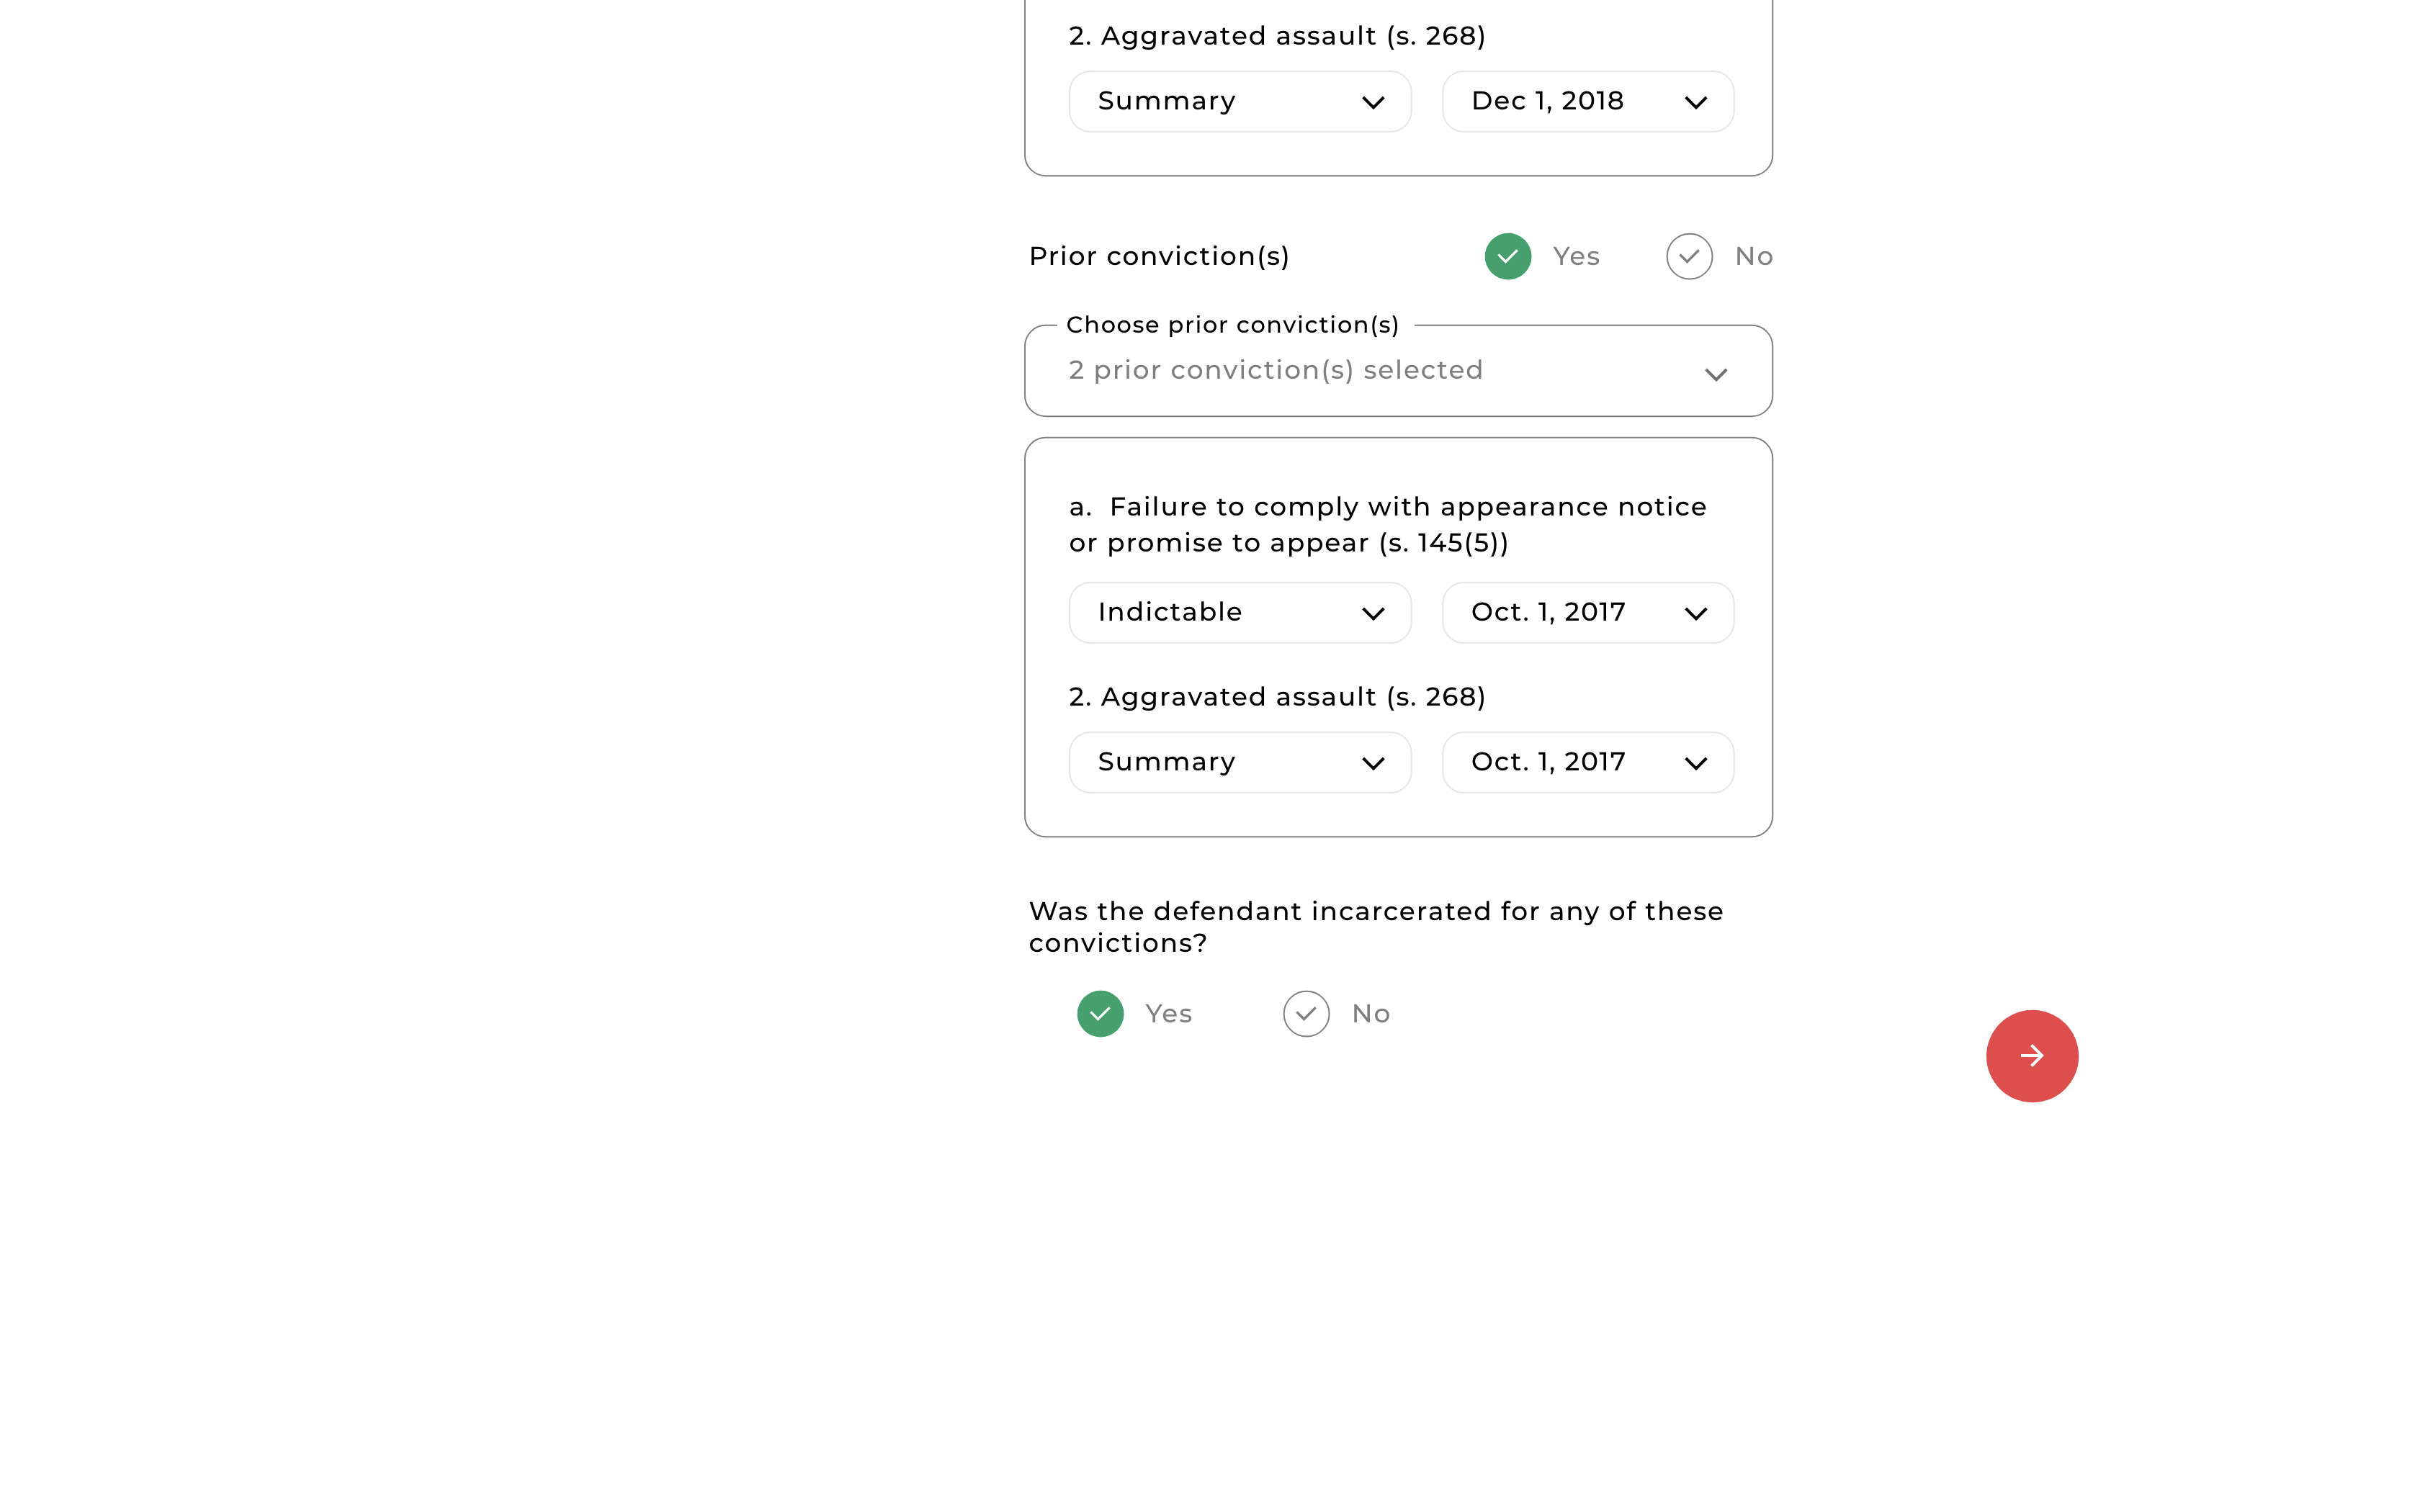 2. Aggravated assault (s. 268)
Summary
Dec 1, 2018
Prior conviction(s)
Yes
No
Choose prior conviction(s)
2 prior conviction(s) selected
a.  Failure to comply with appearance notice
or promise to appear (s. 145(5))
Indictable
Oct. 1, 2017
2. Aggravated assault (s. 268)
Summary
Oct. 1, 2017
Was the defendant incarcerated for any of these
convictions?
Yes
No